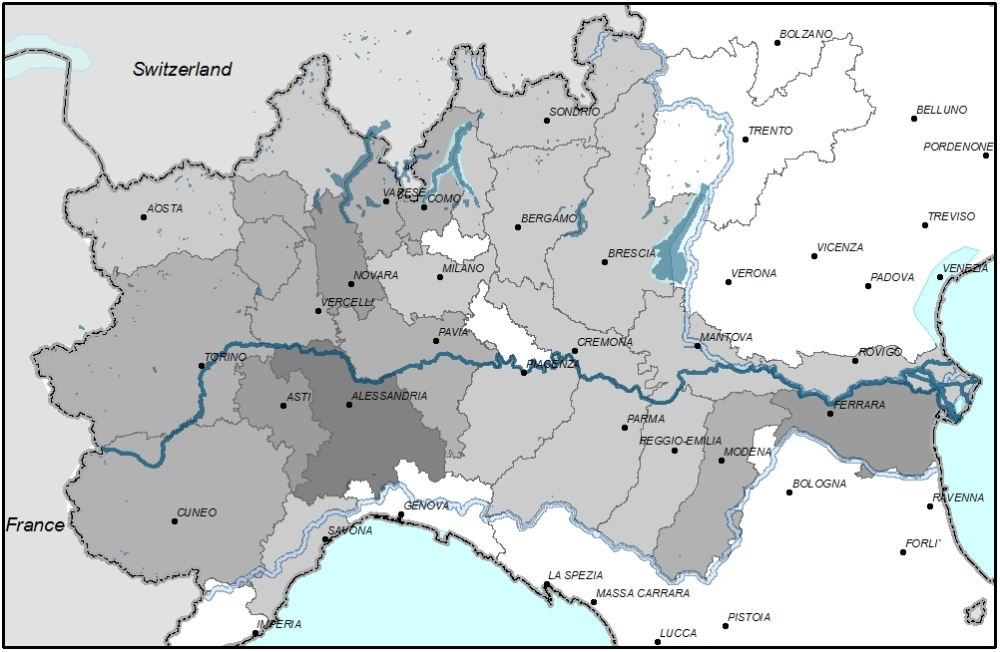 BOLZANO
Switzerland
SONDRIO
BELLUNO
TRENTO
PORDENONE
VARESE
COMO
AOSTA
BERGAMO
TREVISO
BRESCIA
VICENZA
NOVARA
MILANO
VERONA
PADOVA
VENEZIA
VERCELLI
PAVIA
CREMONA
MANTOVA
TORINO
PIACENZA
ROVIGO
ASTI
ALESSANDRIA
FERRARA
PARMA
REGGIO-EMILIA
MODENA
BOLOGNA
CUNEO
GENOVA
RAVENNA
France
SAVONA
FORLI`
LA SPEZIA
MASSA CARRARA
IMPERIA
PISTOIA
LUCCA